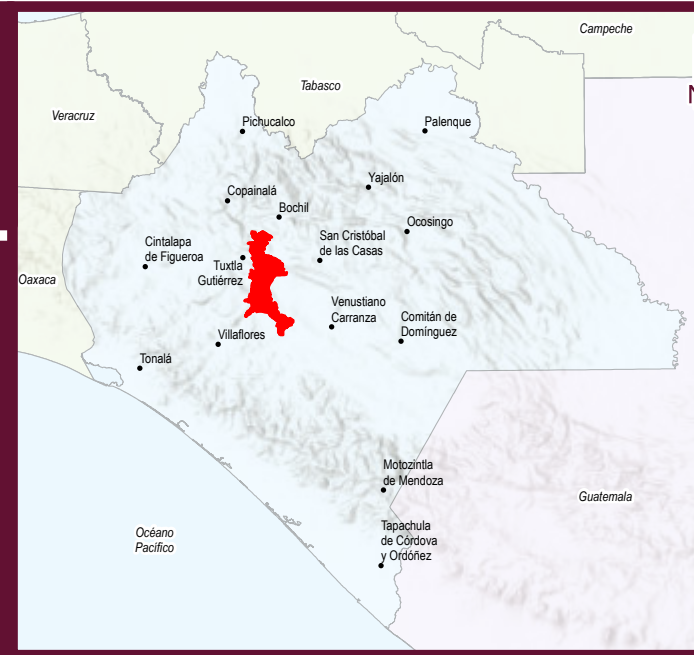 Campeche
Tabasco
N
Veracruz
Pichucalco
Palenque
Yajalón
Copainalá
Bochil
Ocosingo
San Cristóbal
de las Casas
Cintalapa
de Figueroa
Tuxtla
Gutiérrez
Oaxaca
Venustiano
Carranza
Comitán de
Domínguez
Villaflores
Tonalá
Motozintla
de Mendoza
Guatemala
Océano
Pacífico
Tapachula
de Córdova
y Ordóñez